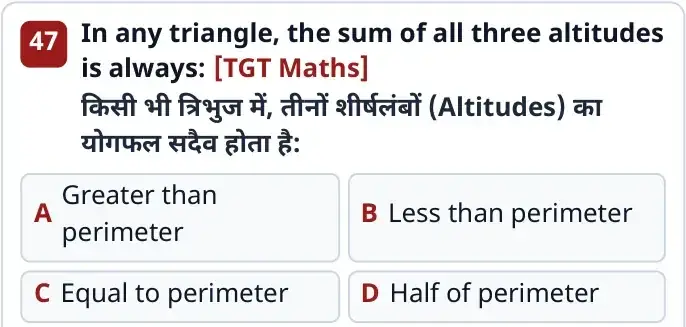 47 In any triangle, the sum of all three altitudes
is always: [TGT Maths]
किसी भी त्रिभुज में, तीनों शीर्षलंबों (Altitudes) का
योगफल सदैव होता है:
A Greater than
perimeter
B Less than perimeter
C Equal to perimeter
D Half of perimeter